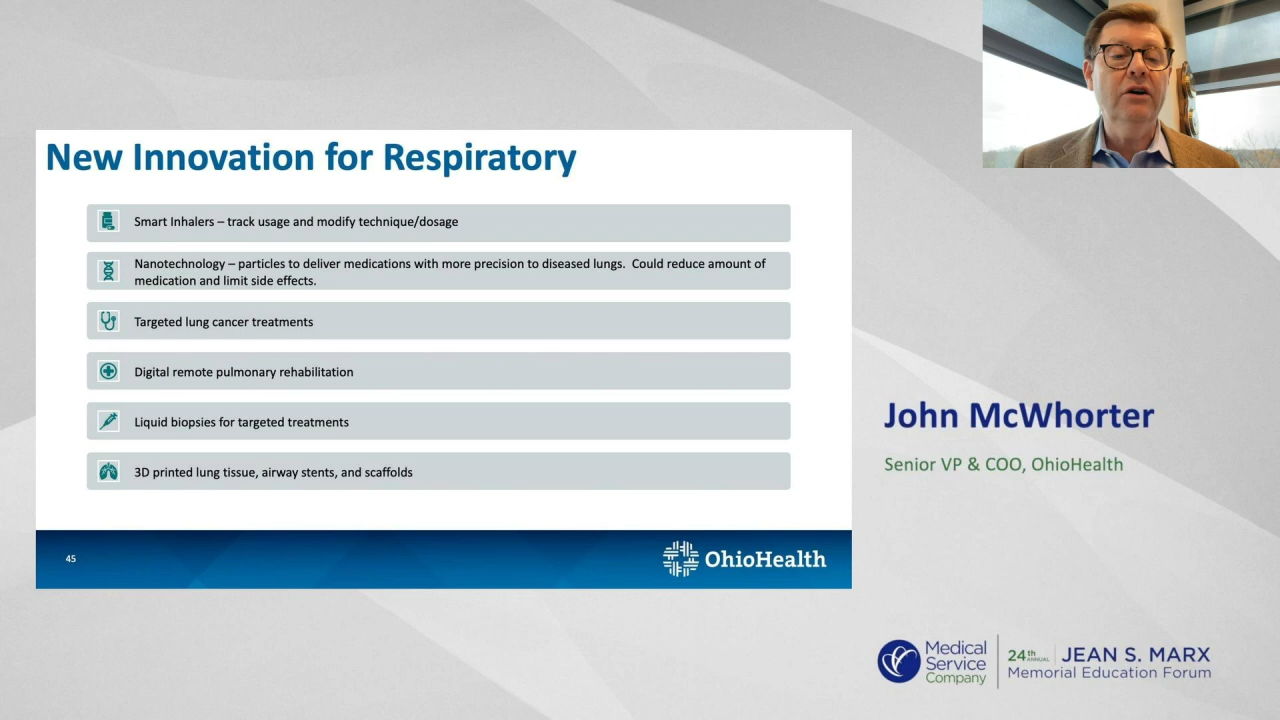 New Innovation for Respiratory
Smart Inhalers – track usage and modify technique/dosage
Nanotechnology – particles to deliver medications with more precision to diseased lungs.  Could reduce amount of
medication and limit side effects.
Targeted lung cancer treatments
Digital remote pulmonary rehabilitation
Liquid biopsies for targeted treatments
3D printed lung tissue, airway stents, and scaffolds
45
OhioHealth
John McWhorter
Senior VP & COO, OhioHealth
Medical
Service
Company
24th ANNUAL JEAN S. MARX
Memorial Education Forum